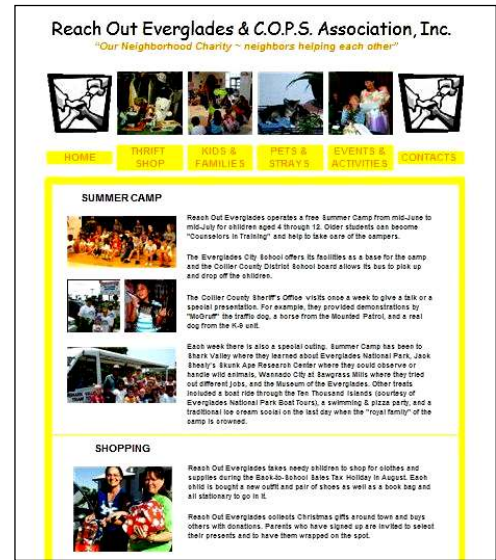 Reach Out Everglades & C.O.P.S. Association, Inc.
"Our Neighborhood Charity ~ neighbors helping each other"
HOME
THRIFT SHOP
KIDS & FAMILIES
PETS & STRAYS
EVENTS & ACTIVITIES
CONTACTS
SUMMER CAMP
Reach Out Everglades operates a free Summer Camp from mid-June to
mid-July for children aged 4 through 12. Older students can become
"Counselors in Training" and help to take care of the campers.
The Everglades City School offers its facilities as a base for the camp
and the Collier County District School board allows its bus to pick up
and drop off the children.
The Collier County Sheriff's Office visits once a week to give a talk or a
special presentation. For example, they provided demonstrations by
"McGruff" the traffic dog, a horse from the Mounted Patrol, and a real
dog from the K-9 unit.
Each week there is also a special outing. Summer Camp has been to
Shark Valley where they learned about Everglades National Park, Jack
Shealy's Skunk Ape Research Center where they could observe or
handle wild animals, Wannado City at Sawgrass Mills where they tried
out different jobs, and the Museum of the Everglades. Other treats
included a boat ride through the Ten Thousand Islands (courtesy of
Everglades National Park Boat Tours), a swimming & pizza party, and a
traditional ice cream social on the last day when the "royal family" of the
camp is crowned.
SHOPPING
Reach Out Everglades takes needy children to shop for clothes and
supplies during the Back-to-School Sales Tax Holiday in August. Each
child is bought a new outfit and pair of shoes as well as a book bag and
all stationary to go in it.
Reach Out Everglades collects Christmas gifts around town and buys
others with donations. Parents who have signed up are invited to select
their presents and to have them wrapped on the spot.